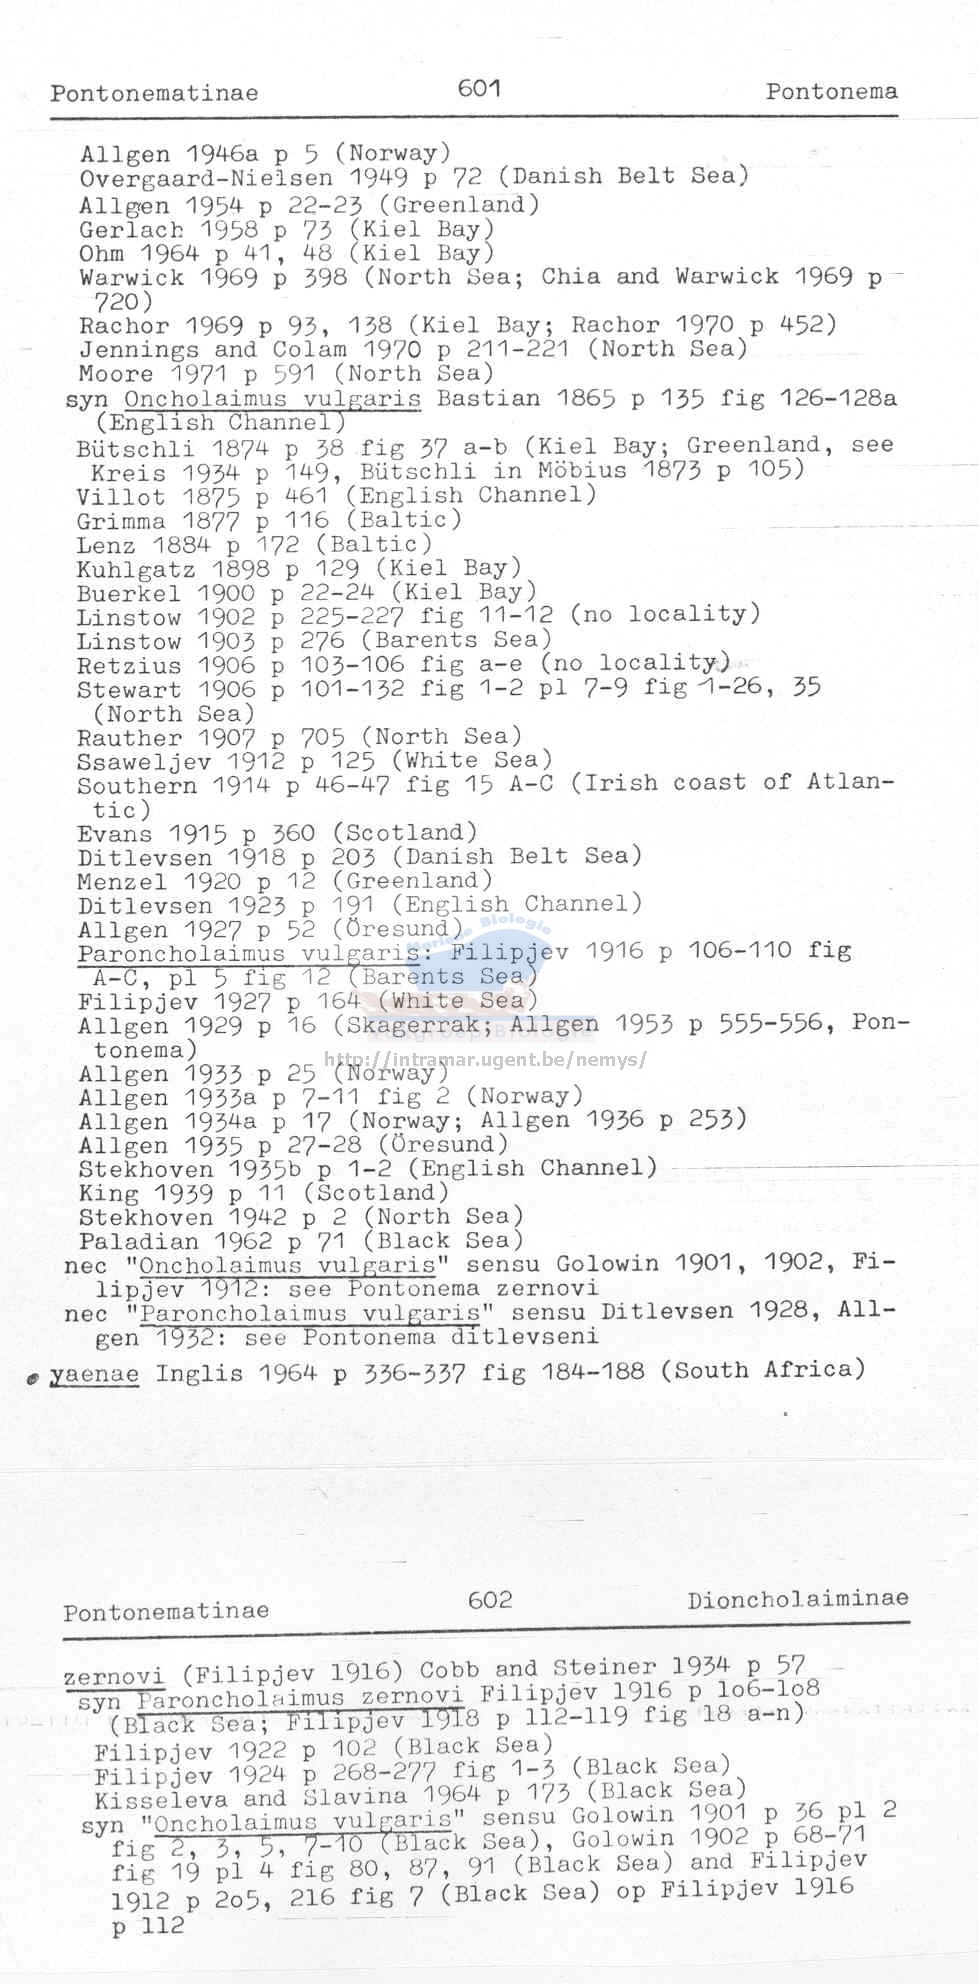 Pontonematinae 601 Pontonema
Allgen 1946a p 5 (Norway)
Overgaard-Nielsen 1949 p 72 (Danish Belt Sea)
Allgen 1954 p 22-23 (Greenland)
Gerlach 1958 p 73 (Kiel Bay)
Ohm 1964 p 41, 48 (Kiel Bay)
Warwick 1969 p 398 (North Sea; Chia and Warwick 1969 p
720)
Rachor 1969 p 93, 138 (Kiel Bay; Rachor 1970 p 452)
Jennings and Colam 1970 p 211-221 (North Sea)
Moore 1971 p 591 (North Sea)
syn Oncholaimus vulgaris Bastian 1865 p 135 fig 126-128a
(English Channel)
Bütschli 1874 p 38 fig 37 a-b (Kiel Bay; Greenland, see
Kreis 1934 p 149, Bütschli in Möbius 1873 p 105)
Villot 1875 p 461 (English Channel)
Grimma 1877 p 116 (Baltic)
Lenz 1884 p 172 (Baltic)
Kuhlgatz 1898 p 129 (Kiel Bay)
Buerkel 1900 p 22-24 (Kiel Bay)
Linstow 1902 p 225-227 fig 11-12 (no locality)
Linstow 1903 p 276 (Barents Sea)
Retzius 1906 p 103-106 fig a-e (no locality)
Stewart 1906 p 101-132 fig 1-2 pl 7-9 fig 1-26, 35
(North Sea)
Rauther 1907 p 705 (North Sea)
Ssaweljev 1912 p 125 (White Sea)
Southern 1914 p 46-47 fig 15 A-C (Irish coast of Atlan-
tic)
Evans 1915 p 360 (Scotland)
Ditlevsen 1918 p 203 (Danish Belt Sea)
Menzel 1920 p 12 (Greenland)
Ditlevsen 1923 p 191 (English Channel)
Allgen 1927 p 52 (Öresund)
Paroncholaimus vulgaris: Filipjev 1916 p 106-110 fig
A-C, pl 5 fig 12 (Barents Sea)
Filipjev 1927 p 164 (White Sea)
Allgen 1929 p 16 (Skagerrak; Allgen 1953 p 555-556, Pon-
tonema)
http://intramar.ugent.be/nemys/
Allgen 1933 p 25 (Norway)
Allgen 1933a p 7-11 fig 2 (Norway)
Allgen 1934a p 17 (Norway; Allgen 1936 p 253)
Allgen 1935 p 27-28 (Öresund)
Stekhoven 1935b p 1-2 (English Channel)
King 1939 p 11 (Scotland)
Stekhoven 1942 p 2 (North Sea)
Paladian 1962 p 71 (Black Sea)
nec "Oncholaimus vulgaris" sensu Golowin 1901, 1902, Fi-
lipjev 1912: see Pontonema zernovi
nec "Paroncholaimus vulgaris" sensu Ditlevsen 1928, All-
gen 1932: see Pontonema ditlevseni
yaenae Inglis 1964 p 336-337 fig 184-188 (South Africa)
Pontonematinae 602 Dioncholaiminae
zernovi (Filipjev 1916) Cobb and Steiner 1934 p 57
syn Paroncholaimus zernovi Filipjev 1916 p 1o6-1o8
(Black Sea; Filipjev 1918 p 112-119 fig 18 a-n)
Filipjev 1922 p 102 (Black Sea)
Filipjev 1924 p 268-277 fig 1-3 (Black Sea)
Kisseleva and Slavina 1964 p 173 (Black Sea)
syn "Oncholaimus vulgaris" sensu Golowin 1901 p 36 pl 2
fig 2, 3, 5, 7-10 (Black Sea), Golowin 1902 p 68-71
fig 19 pl 4 fig 80, 87, 91 (Black Sea) and Filipjev
1912 p 2o5, 216 fig 7 (Black Sea) op Filipjev 1916
p 112